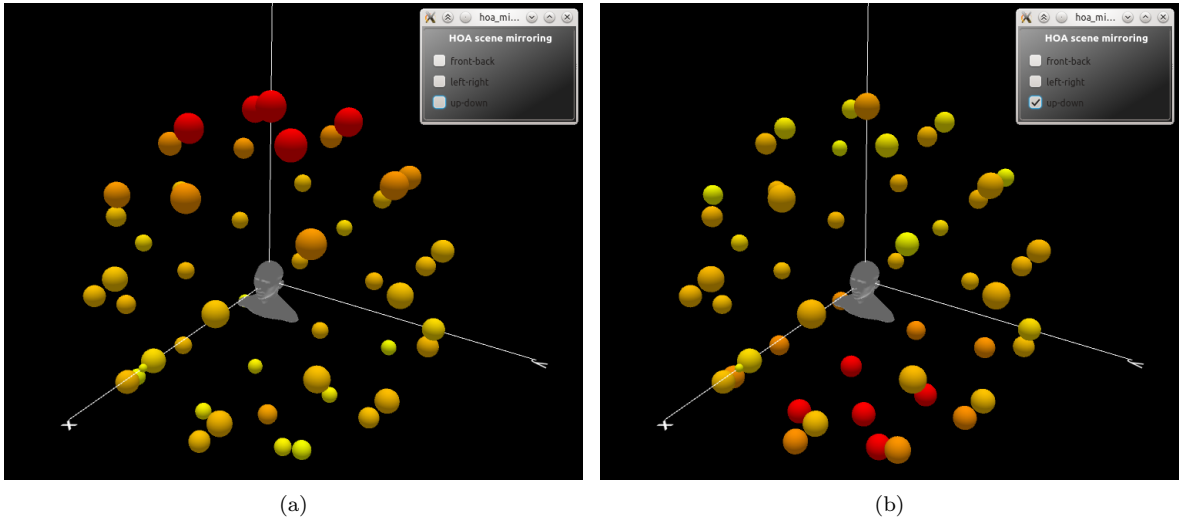 hoa_mi...
HOA scene mirroring
front-back
left-right
up-down
hoa_mi...
HOA scene mirroring
front-back
left-right
up-down
(a)
(b)